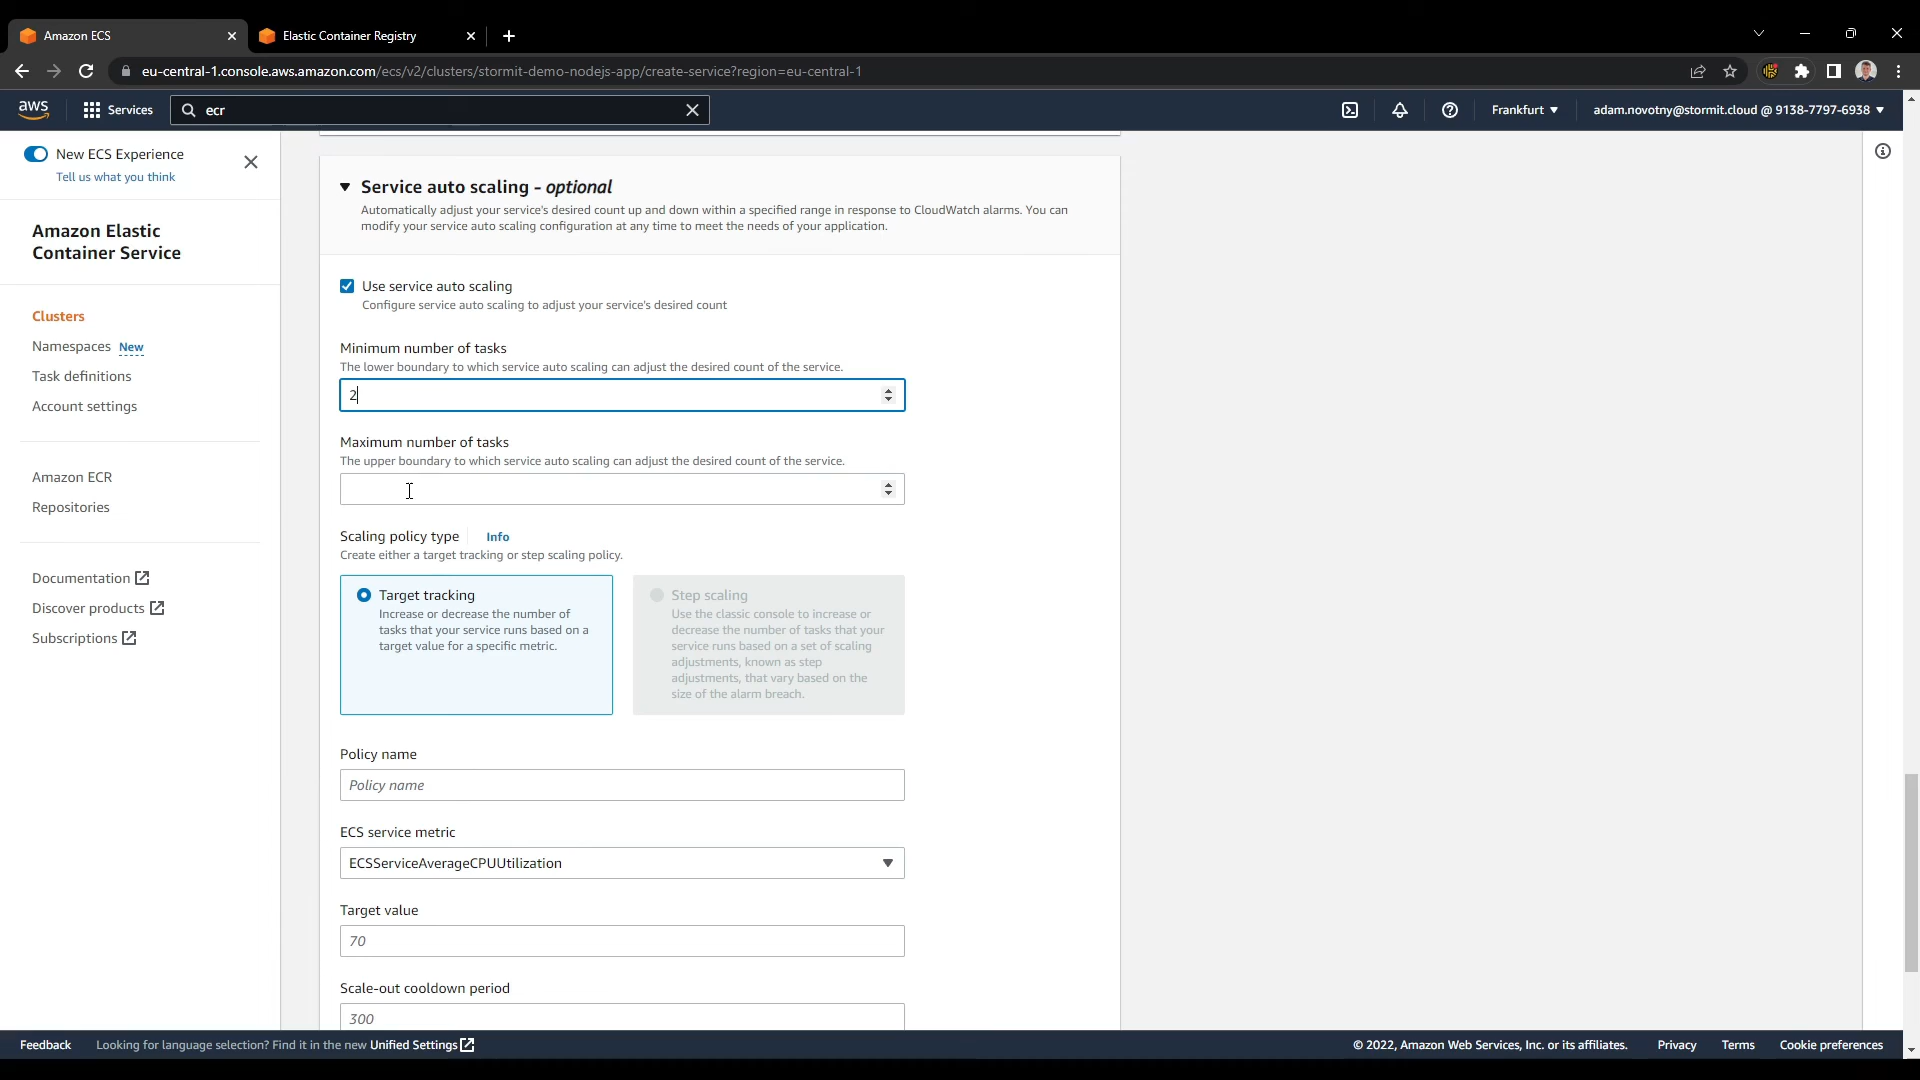 Amazon ECS
Elastic Container Registry
eu-central-1.console.aws.amazon.com/ecs/v2/clusters/stormit-demo-nodejs-app/create-service?region=eu-central-1
aws
Services
ecr
Frankfurt
adam.novotny@stormit.cloud @ 9138-7797-6938
New ECS Experience
Tell us what you think
Amazon Elastic
Container Service
Clusters
Namespaces New
Task definitions
Account settings
Amazon ECR
Repositories
Documentation
Discover products
Subscriptions
Service auto scaling - optional
Automatically adjust your service's desired count up and down within a specified range in response to CloudWatch alarms. You can
modify your service auto scaling configuration at any time to meet the needs of your application.
Use service auto scaling
Configure service auto scaling to adjust your service's desired count
Minimum number of tasks
The lower boundary to which service auto scaling can adjust the desired count of the service.
2
Maximum number of tasks
The upper boundary to which service auto scaling can adjust the desired count of the service.
Scaling policy type Info
Create either a target tracking or step scaling policy.
Target tracking
Increase or decrease the number of
tasks that your service runs based on a
target value for a specific metric.
Step scaling
Use the classic console to increase or
decrease the number of tasks that your
service runs based on a set of scaling
adjustments, known as step
adjustments, that vary based on the
size of the alarm breach.
Policy name
Policy name
ECS service metric
ECSServiceAverageCPUUtilization
Target value
70
Scale-out cooldown period
300
Feedback
Looking for language selection? Find it in the new Unified Settings
© 2022, Amazon Web Services, Inc. or its affiliates.
Privacy
Terms
Cookie preferences